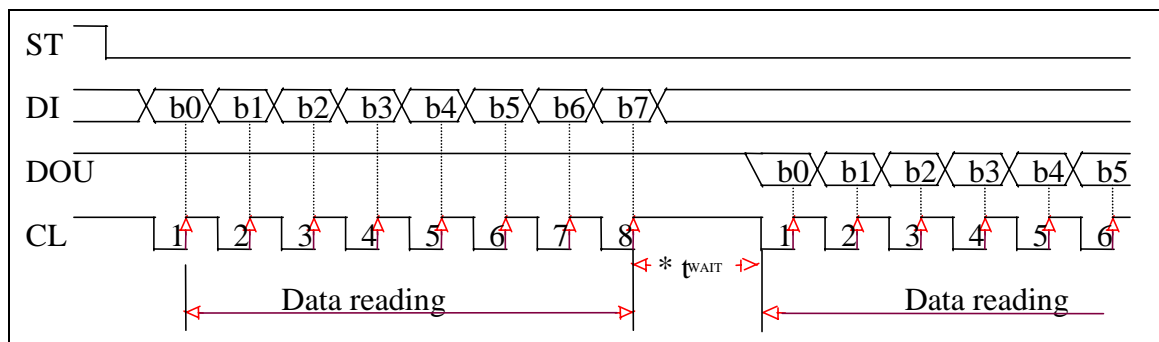 ST
DI b0 b1 b2 b3 b4 b5 b6 b7
DOU b0 b1 b2 b3 b4 b5
CL 1 2 3 4 5 6 7 8 1 2 3 4 5 6
* tWAIT
Data reading Data reading